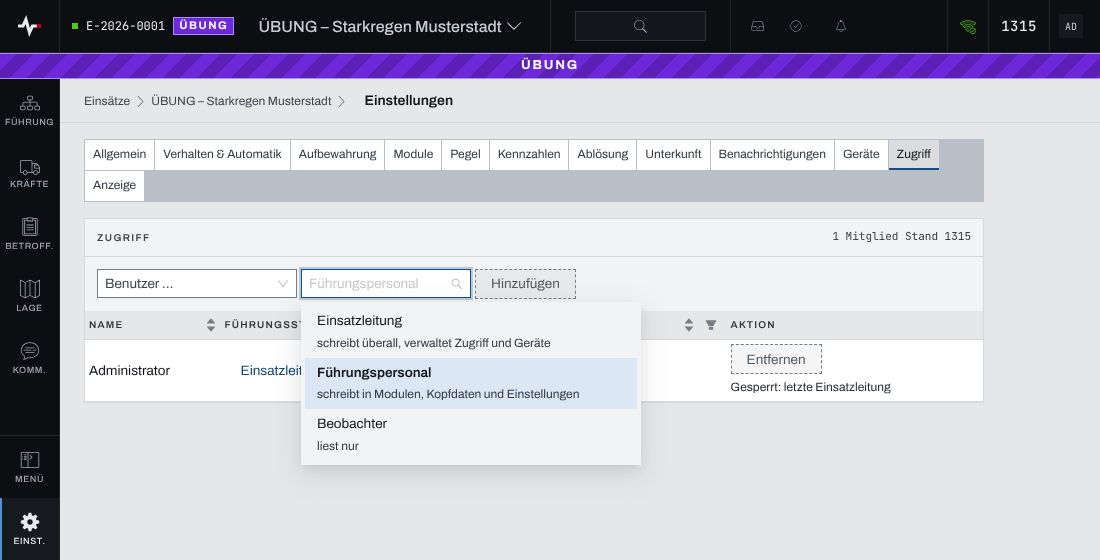 E-2026-0001 ÜBUNG ÜBUNG – Starkregen Musterstadt 1315 AD
ÜBUNG
FÜHRUNG
KRÄFTE
BETROFF.
LAGE
KOMM.
MENÜ
EINST.
Einsätze ÜBUNG – Starkregen Musterstadt Einstellungen
Allgemein Verhalten & Automatik Aufbewahrung Module Pegel Kennzahlen Ablösung Unterkunft Benachrichtigungen Geräte Zugriff
Anzeige
ZUGRIFF 1 Mitglied Stand 1315
Benutzer ... Führungspersonal Hinzufügen
NAME FÜHRUNGSST AKTION
Administrator Einsatzleit Entfernen
Gesperrt: letzte Einsatzleitung
Einsatzleitung
schreibt überall, verwaltet Zugriff und Geräte
Führungspersonal
schreibt in Modulen, Kopfdaten und Einstellungen
Beobachter
liest nur